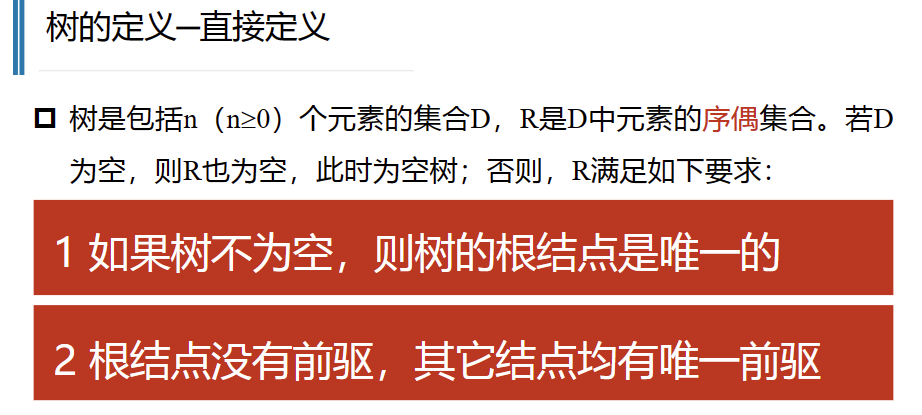 树的定义—直接定义
树是包括n（n≥0）个元素的集合D，R是D中元素的序偶集合。若D
为空，则R也为空，此时为空树；否则，R满足如下要求：
1 如果树不为空，则树的根结点是唯一的
2 根结点没有前驱，其它结点均有唯一前驱